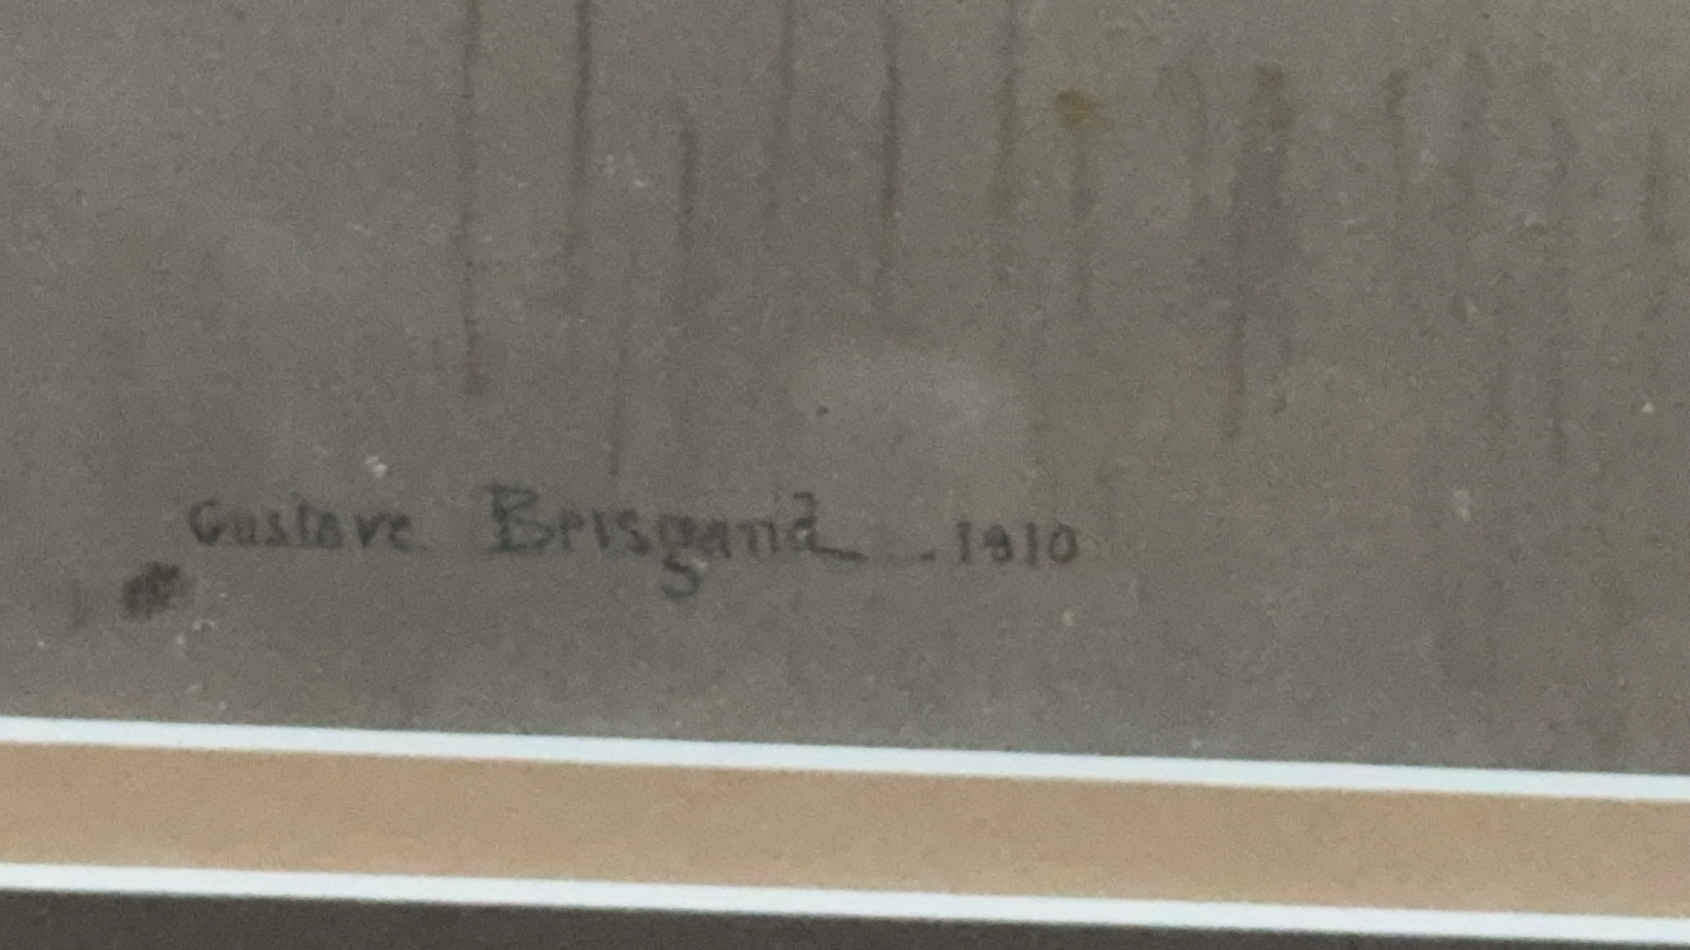 Gustave Brisgand - 1910